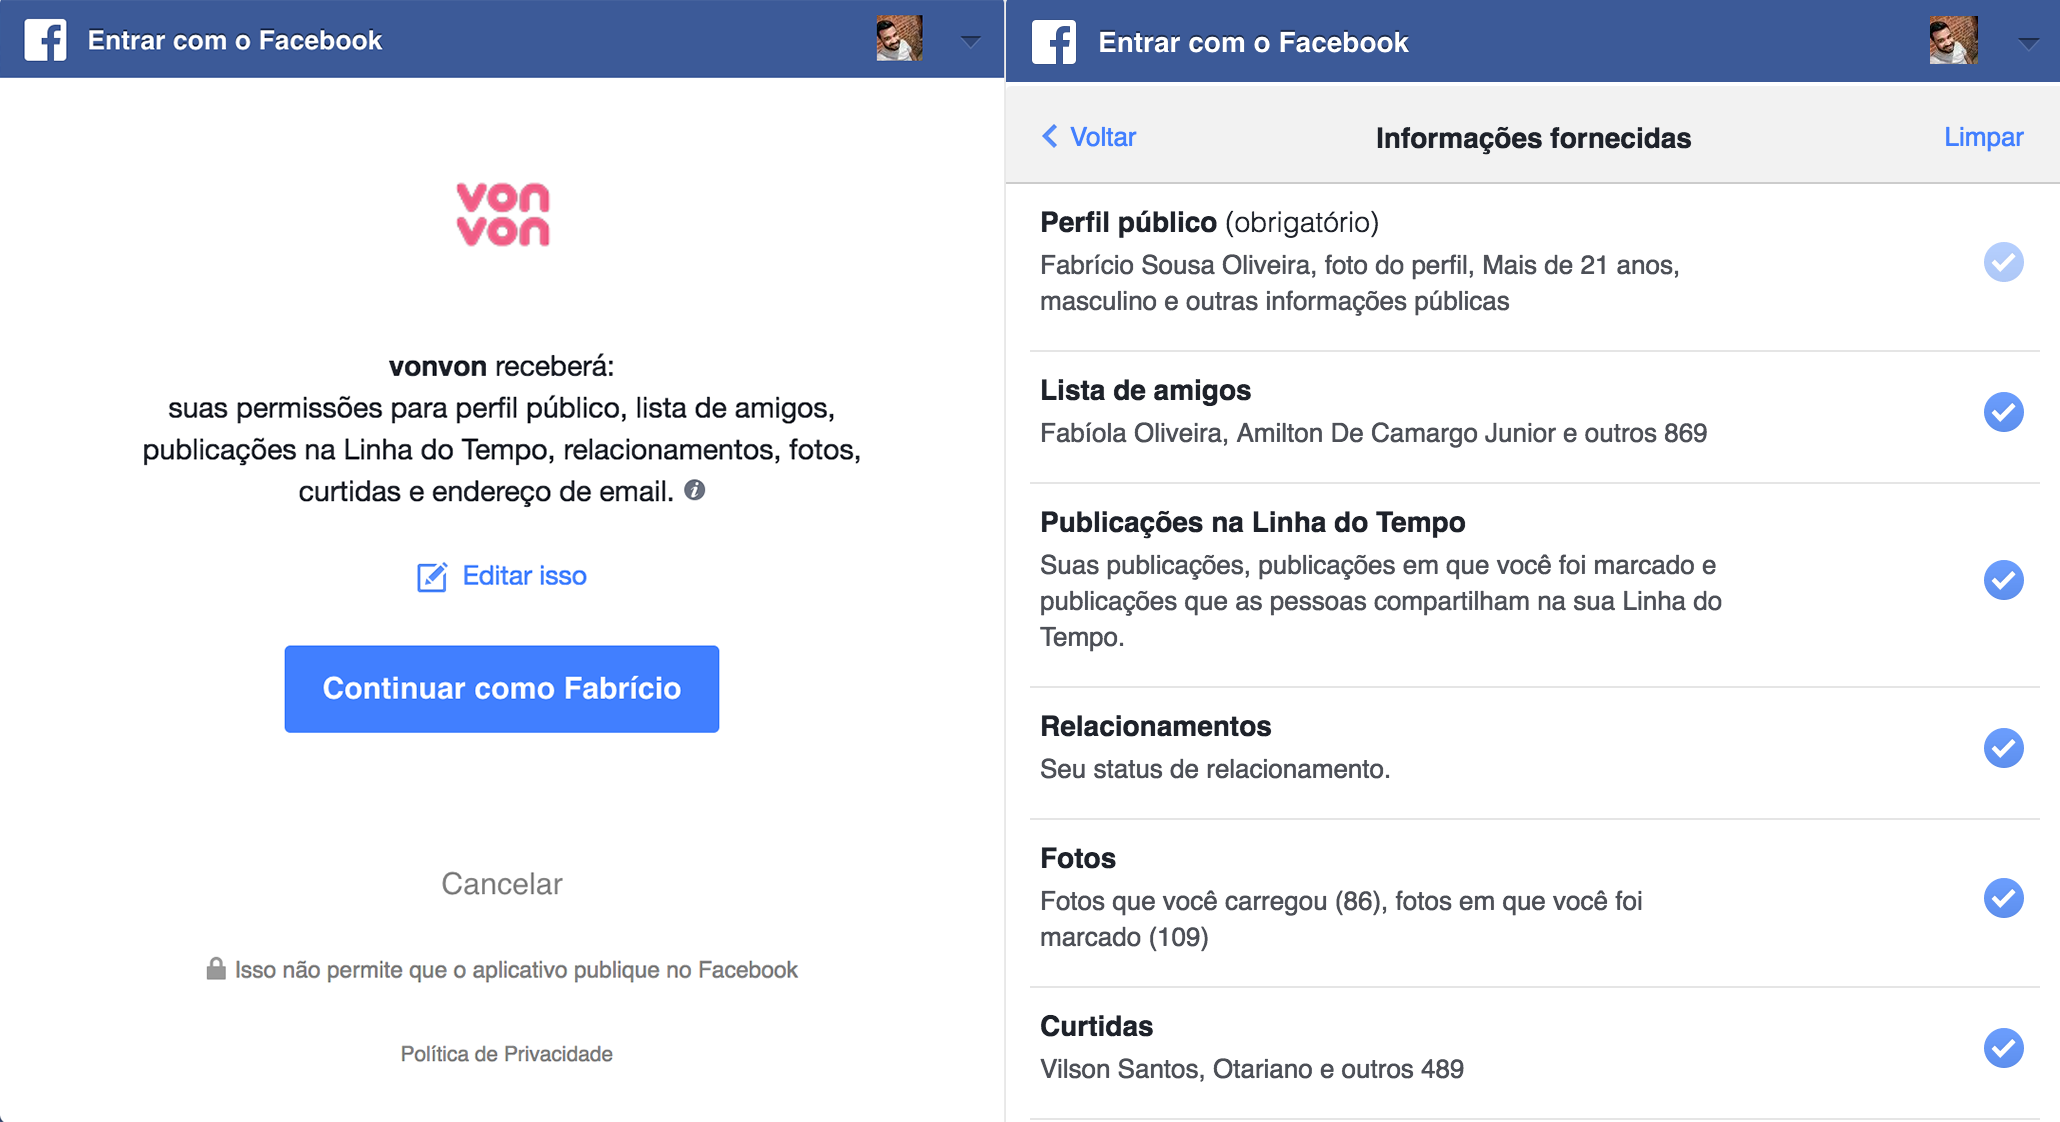 Entrar com o Facebook
von
von
vonvon receberá:
suas permissões para perfil público, lista de amigos,
publicações na Linha do Tempo, relacionamentos, fotos,
curtidas e endereço de email.
Editar isso
Continuar como Fabrício
Cancelar
Isso não permite que o aplicativo publique no Facebook
Política de Privacidade
Entrar com o Facebook
Voltar
Informações fornecidas
Limpar
Perfil público (obrigatório)
Fabrício Sousa Oliveira, foto do perfil, Mais de 21 anos,
masculino e outras informações públicas
Lista de amigos
Fabíola Oliveira, Amilton De Camargo Junior e outros 869
Publicações na Linha do Tempo
Suas publicações, publicações em que você foi marcado e
publicações que as pessoas compartilham na sua Linha do
Tempo.
Relacionamentos
Seu status de relacionamento.
Fotos
Fotos que você carregou (86), fotos em que você foi
marcado (109)
Curtidas
Vilson Santos, Otariano e outros 489